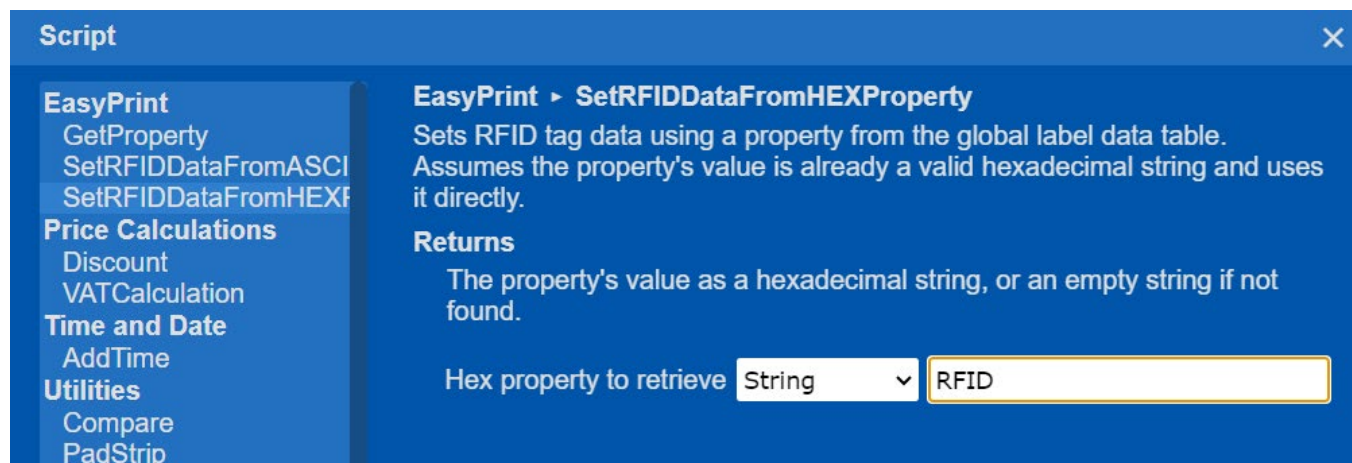 Script
EasyPrint
GetProperty
SetRFIDDataFromASCI
SetRFIDDataFromHEXF
Price Calculations
Discount
VATCalculation
Time and Date
AddTime
Utilities
Compare
PadStrip
EasyPrint ▸ SetRFIDDataFromHEXProperty
Sets RFID tag data using a property from the global label data table.
Assumes the property's value is already a valid hexadecimal string and uses
it directly.
Returns
The property's value as a hexadecimal string, or an empty string if not
found.
Hex property to retrieve String RFID